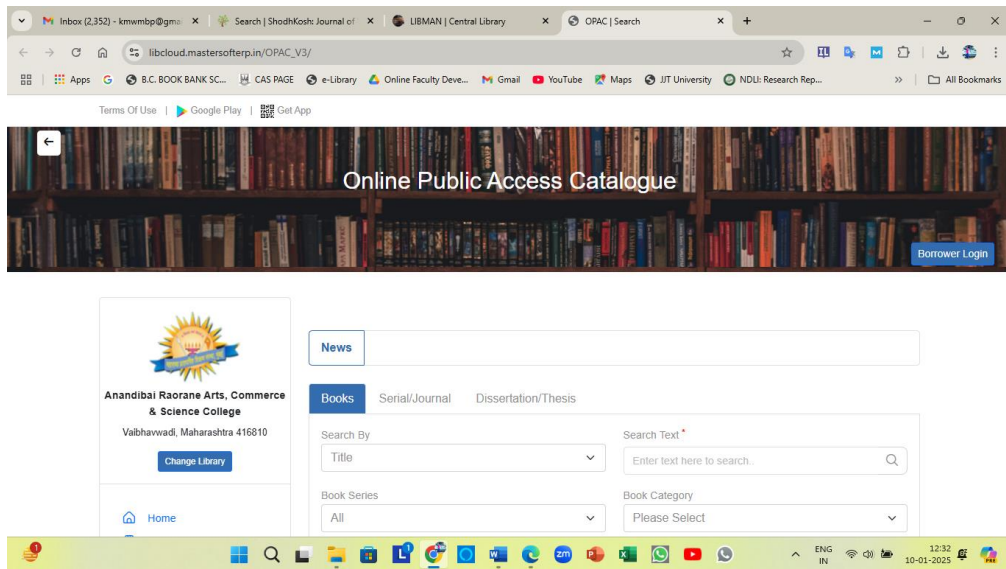 Inbox (2,352) - kmwmbp@gma
Search | ShodhKosh: Journal of
LIBMAN | Central Library
OPAC | Search
libcloud.mastersofterp.in/OPAC_V3/
Apps
B.C. BOOK BANK SC...
CAS PAGE
e-Library
Online Faculty Deve...
Gmail
YouTube
Maps
JJT University
NDLI: Research Rep...
All Bookmarks
Terms Of Use | Google Play | Get App
Online Public Access Catalogue
Borrower Login
Anandibai Raorane Arts, Commerce
& Science College
Vaibhavwadi, Maharashtra 416810
Change Library
Home
News
Books Serial/Journal Dissertation/Thesis
Search By
Title
Search Text *
Enter text here to search..
Book Series
All
Book Category
Please Select
ENG
IN
12:32
10-01-2025